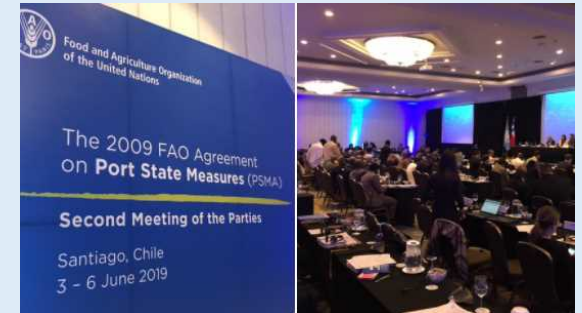 FAO
Food and Agriculture Organization
of the United Nations
The 2009 FAO Agreement
on Port State Measures (PSMA)
Second Meeting of the Parties
Santiago, Chile
3 – 6 June 2019